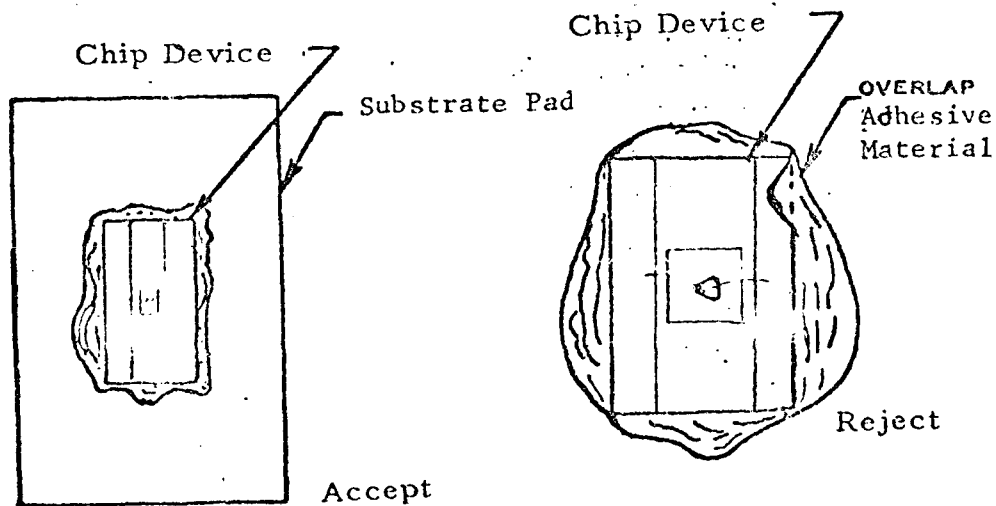 Chip Device
Substrate Pad
Accept
Chip Device
OVERLAP
Adhesive
Material
Reject